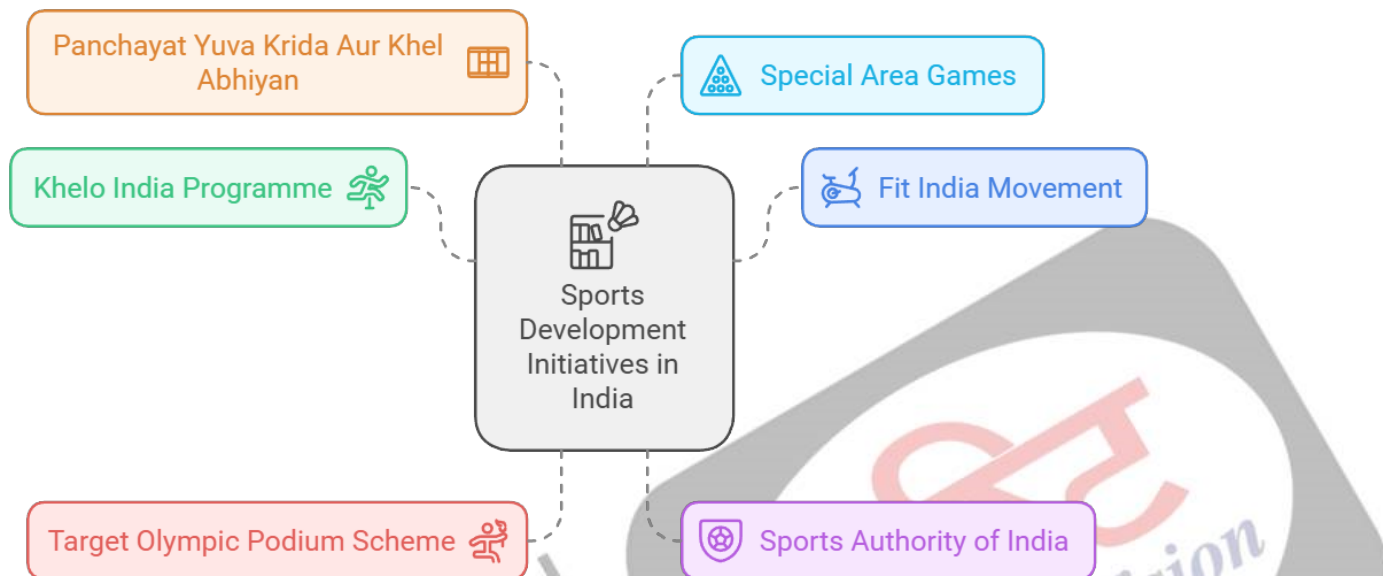 Panchayat Yuva Krida Aur Khel
Abhiyan
Special Area Games
Khelo India Programme
Fit India Movement
Sports
Development
Initiatives in
India
Target Olympic Podium Scheme
Sports Authority of India